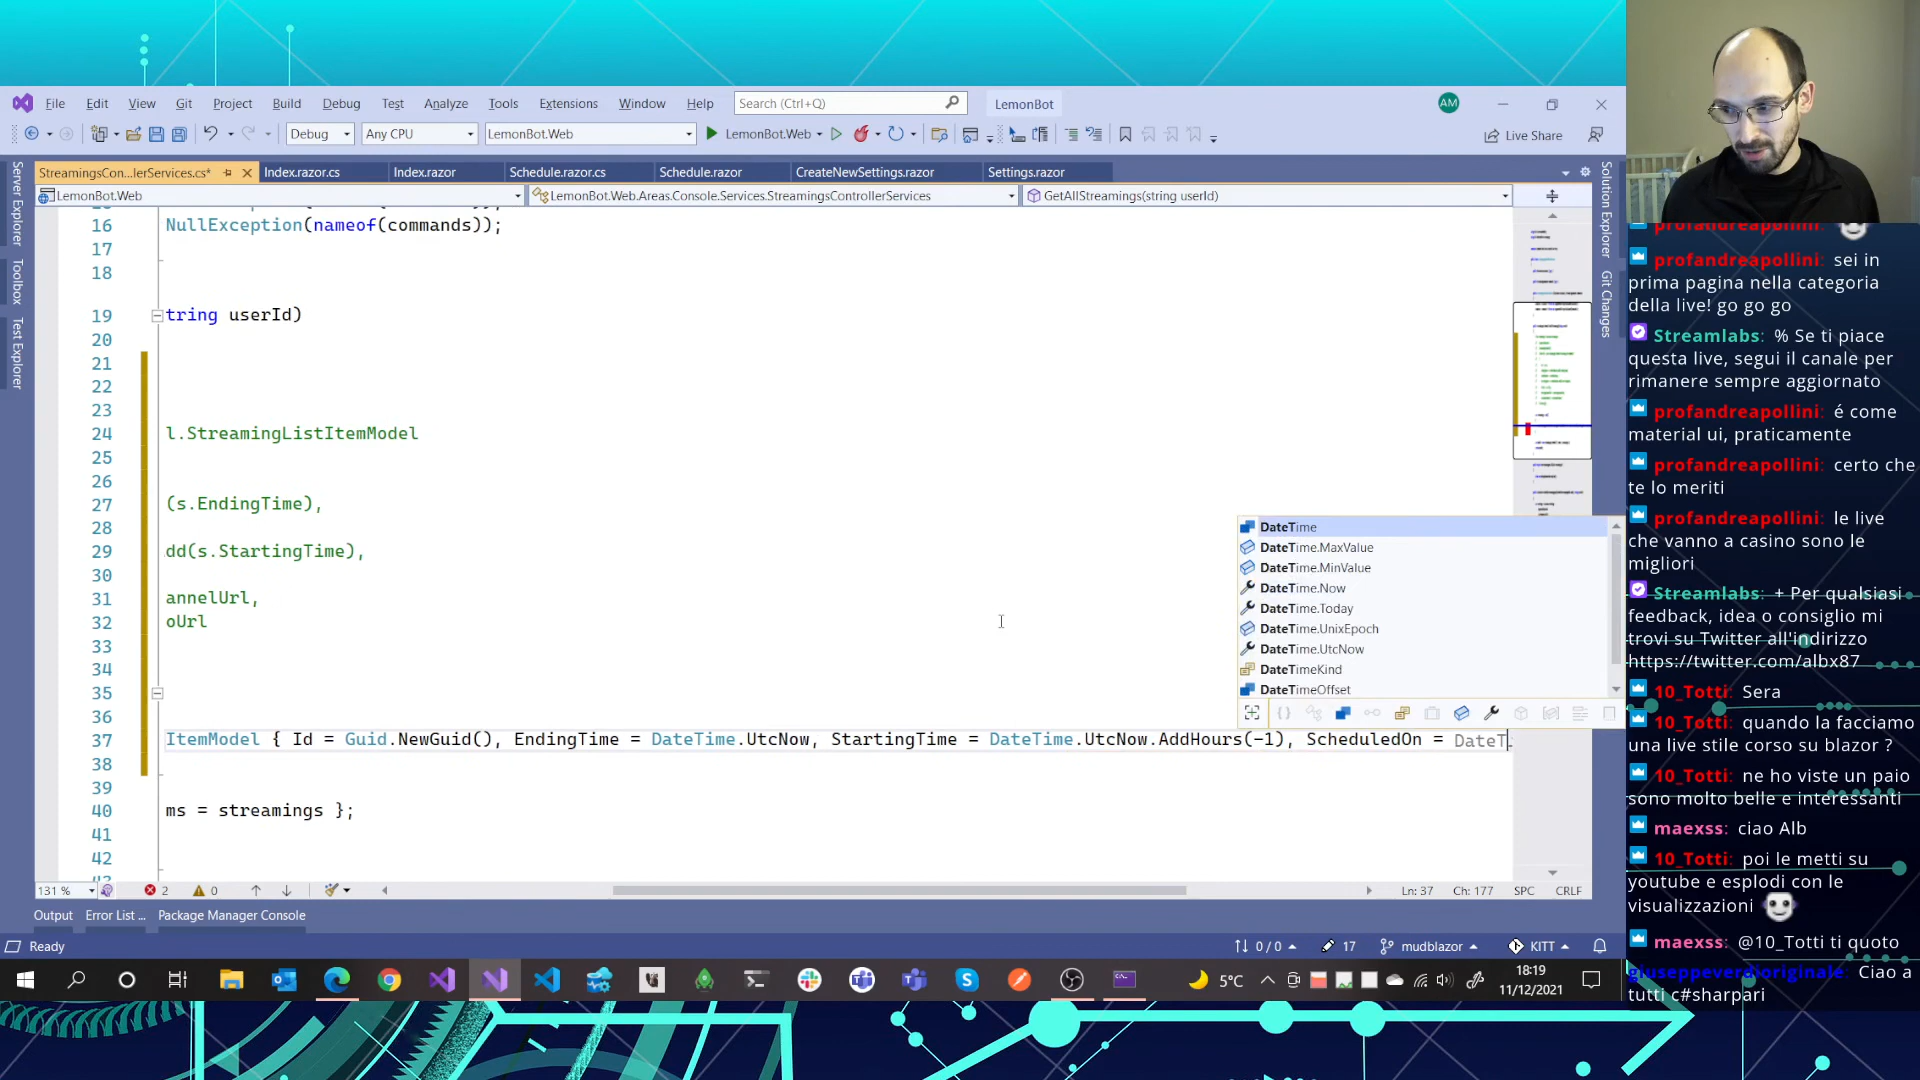 File Edit View Git Project Build Debug Test Analyze Tools Extensions Window Help Search (Ctrl+Q) LemonBot AM
Debug Any CPU LemonBot.Web LemonBot.Web Live Share
StreamingsCon...llerServices.cs* Index.razor.cs Index.razor Schedule.razor.cs Schedule.razor CreateNewSettings.razor Settings.razor
LemonBot.Web LemonBot.Web.Areas.Console.Services.StreamingsControllerServices GetAllStreamings(string userId)
Server Explorer
Toolbox
Test Explorer
Solution Explorer
Git Changes
16 NullException(nameof(commands));
17
18
19 tring userId)
20
21
22
23
24 l.StreamingListItemModel
25
26
27 (s.EndingTime),
28
29 dd(s.StartingTime),
30
31 annelUrl,
32 oUrl
33
34
35
36
37 ItemModel { Id = Guid.NewGuid(), EndingTime = DateTime.UtcNow, StartingTime = DateTime.UtcNow.AddHours(-1), ScheduledOn = DateT
38
39
40 ms = streamings };
41
42
DateTime
DateTime.MaxValue
DateTime.MinValue
DateTime.Now
DateTime.Today
DateTime.UnixEpoch
DateTime.UtcNow
DateTimeKind
DateTimeOffset
131 % 2 0 Ln: 37 Ch: 177 SPC CRLF
Output Error List ... Package Manager Console
Ready 0 / 0 17 mudblazor KITT
5°C 18:19
11/12/2021
profandreapollini:
profandreapollini: sei in
prima pagina nella categoria
della live! go go go
Streamlabs: % Se ti piace
questa live, segui il canale per
rimanere sempre aggiornato
profandreapollini: é come
material ui, praticamente
profandreapollini: certo che
te lo meriti
profandreapollini: le live
che vanno a casino sono le
migliori
Streamlabs: + Per qualsiasi
feedback, idea o consiglio mi
trovi su Twitter all'indirizzo
https://twitter.com/albx87
10_Totti: Sera
10_Totti: quando la facciamo
una live stile corso su blazor ?
10_Totti: ne ho viste un paio
sono molto belle e interessanti
maexss: ciao Alb
10_Totti: poi le metti su
youtube e esplodi con le
visualizzazioni
maexss: @10_Totti ti quoto
giuseppeverdioriginale: Ciao a
tutti c#sharpari